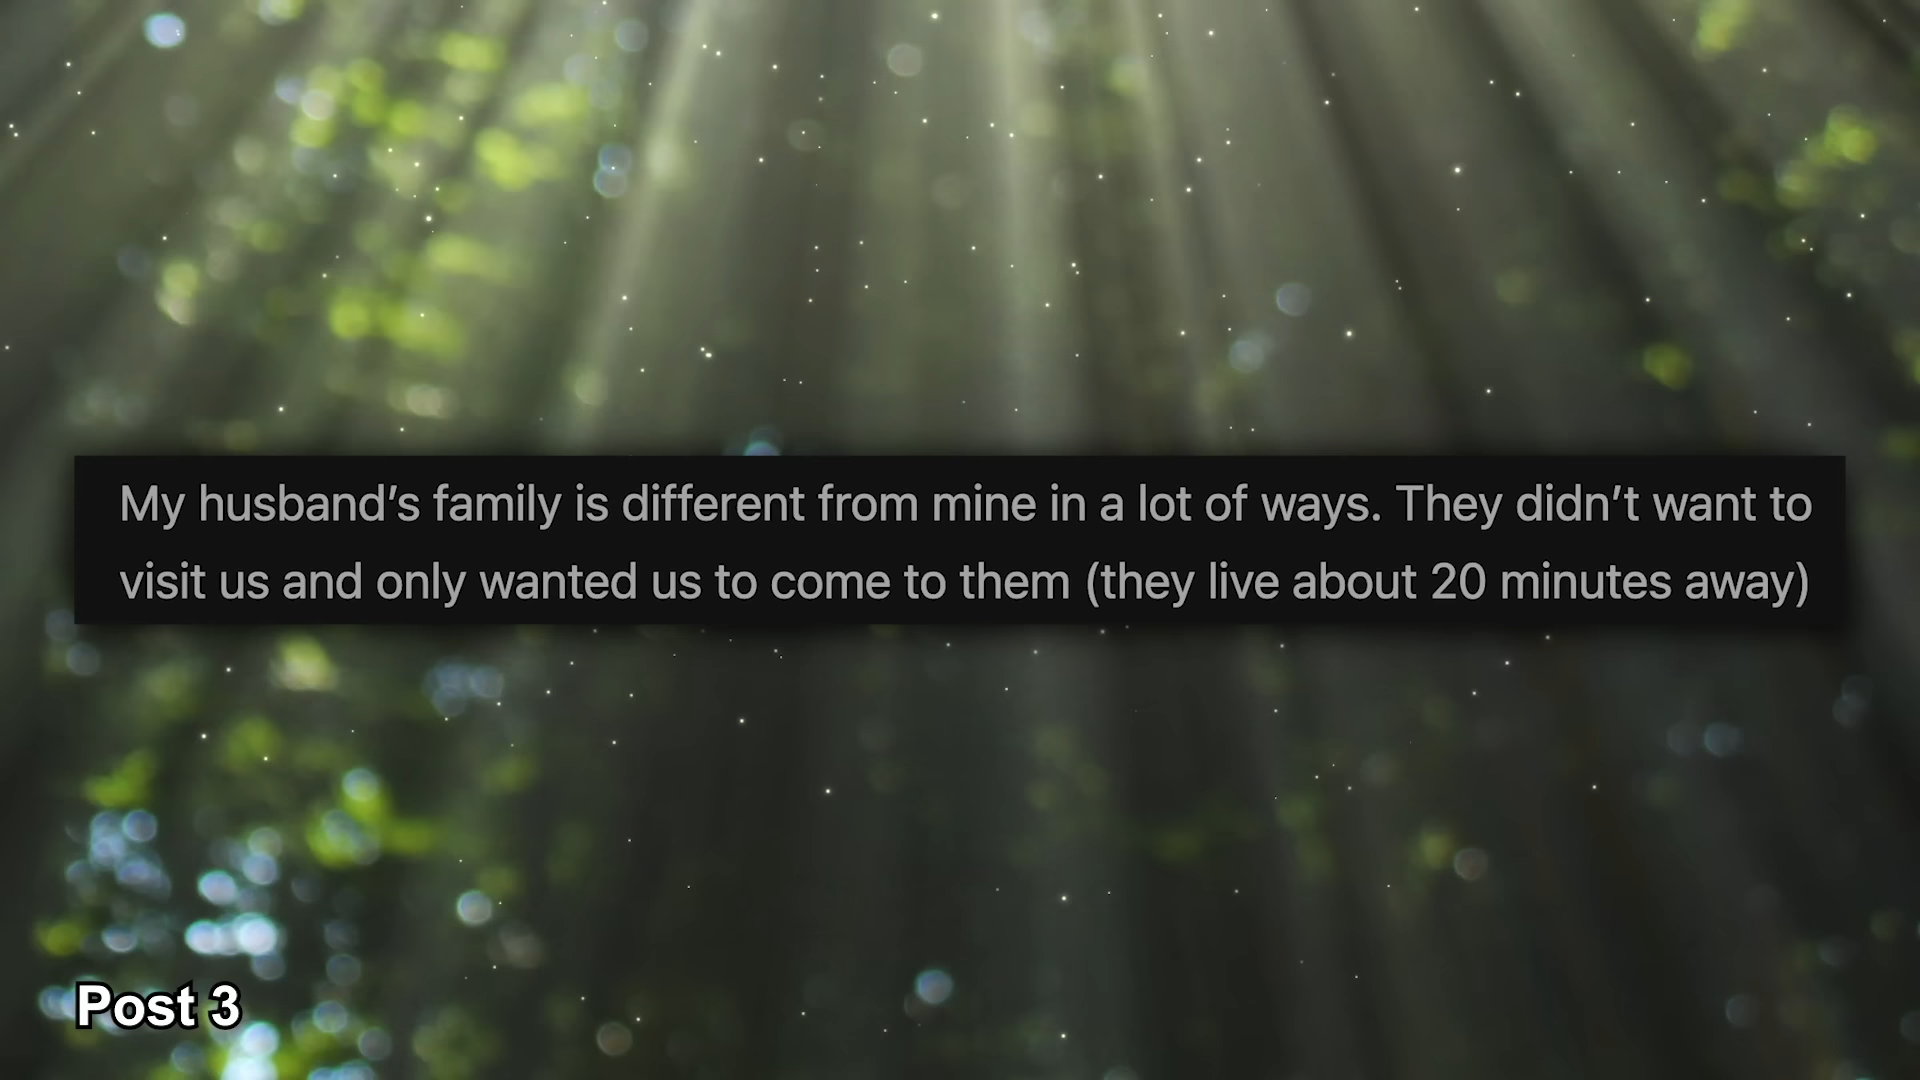 My husband’s family is different from mine in a lot of ways. They didn’t want to
visit us and only wanted us to come to them (they live about 20 minutes away)
Post 3